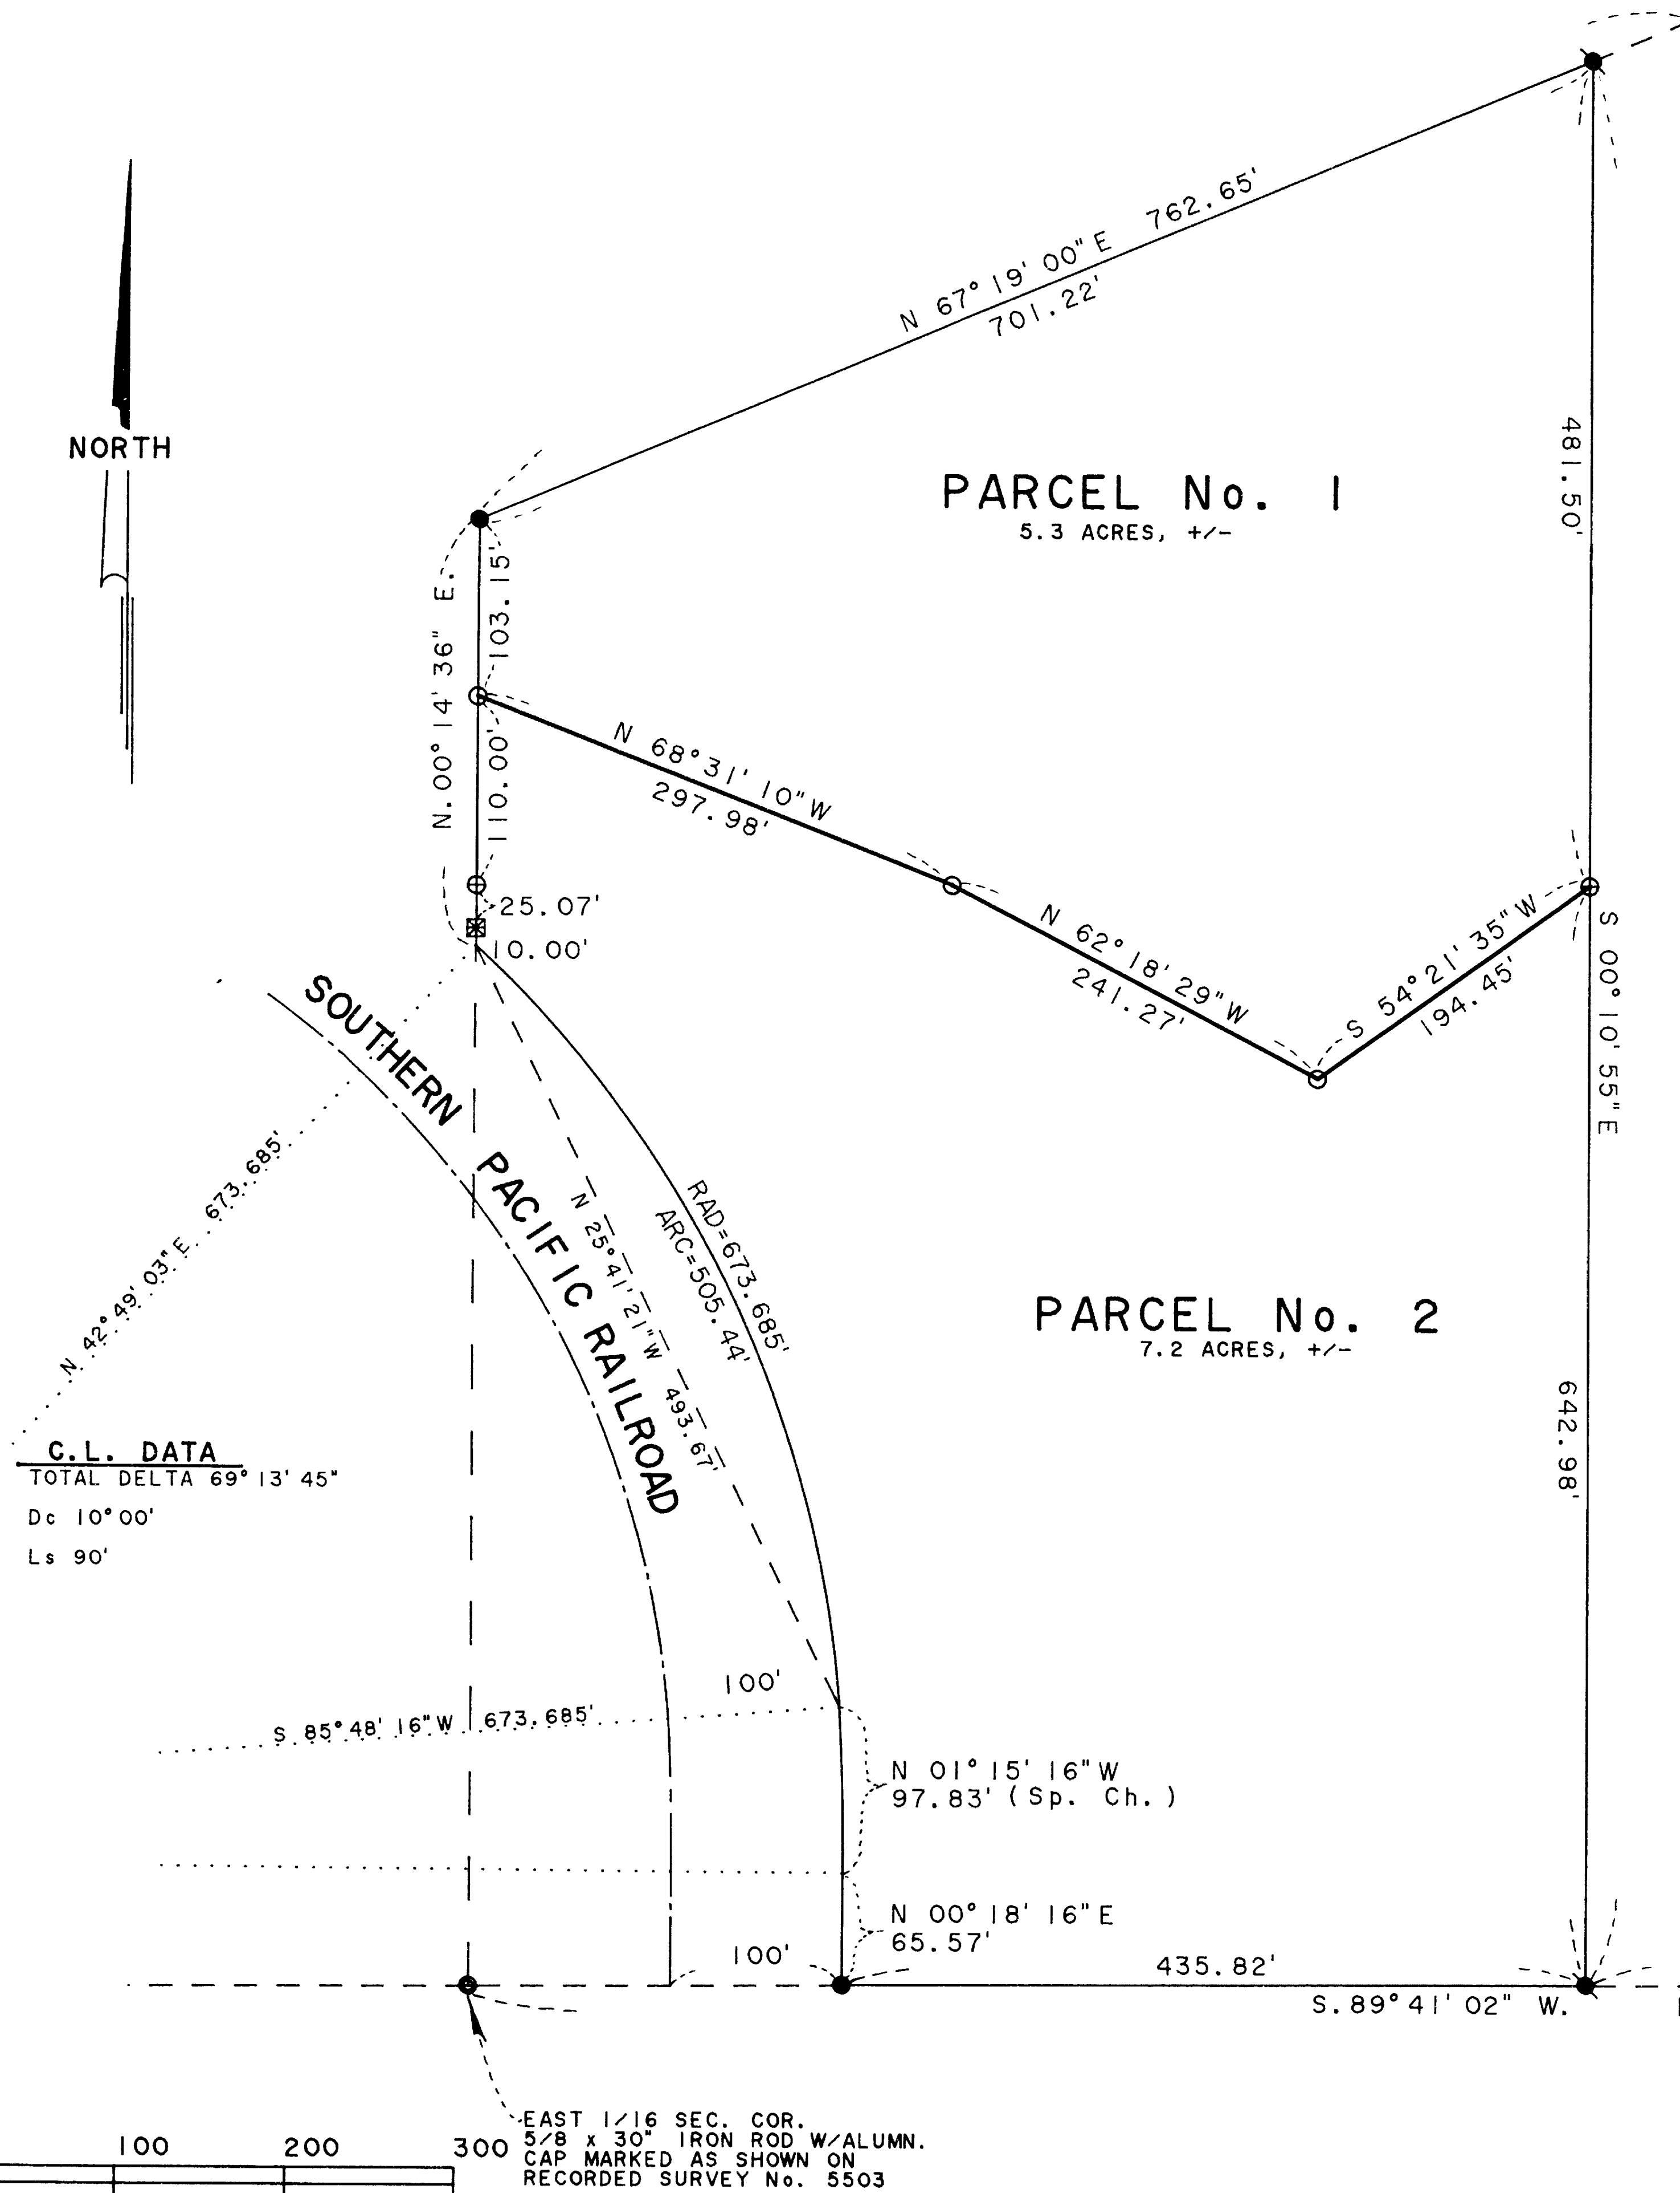 NORTH
N 67° 19' 00" E 762.65'
701.22'
PARCEL No. 1
5.3 ACRES, +/-
481.50'
N. 00° 14' 36" E.
103.15'
110.00'
25.07'
10.00'
N 68° 31' 10" W
297.98'
N 62° 18' 29" W
241.27'
S 54° 21' 35" W
194.45'
S 00° 10' 55" E
SOUTHERN PACIFIC RAILROAD
N 42° 49' 03" E 673.685'
N 25° 41' 21" W 493.67'
RAD=673.685'
ARC=505.44'
PARCEL No. 2
7.2 ACRES, +/-
642.98'
C.L. DATA
TOTAL DELTA 69° 13' 45"
Dc 10° 00'
Ls 90'
100'
S 85° 48' 16" W 673.685'
N 01° 15' 16" W
97.83' (Sp. Ch.)
N 00° 18' 16" E
65.57'
100'
435.82'
S. 89° 41' 02" W.
EAST 1/16 SEC. COR.
5/8 x 30" IRON ROD W/ALUMN.
CAP MARKED AS SHOWN ON
RECORDED SURVEY No. 5503
100 200 300